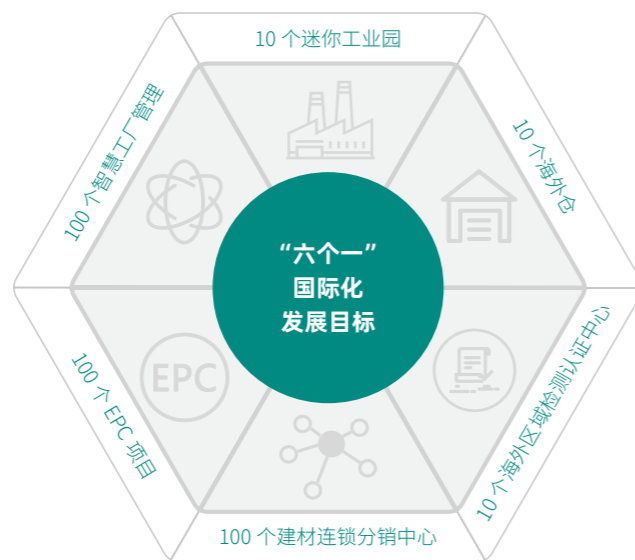 10 个迷你工业园
100 个智慧工厂管理
10 个海外仓
“六个一”
国际化
发展目标
EPC
100 个 EPC 项目
10 个海外区域检测认证中心
100 个建材连锁分销中心